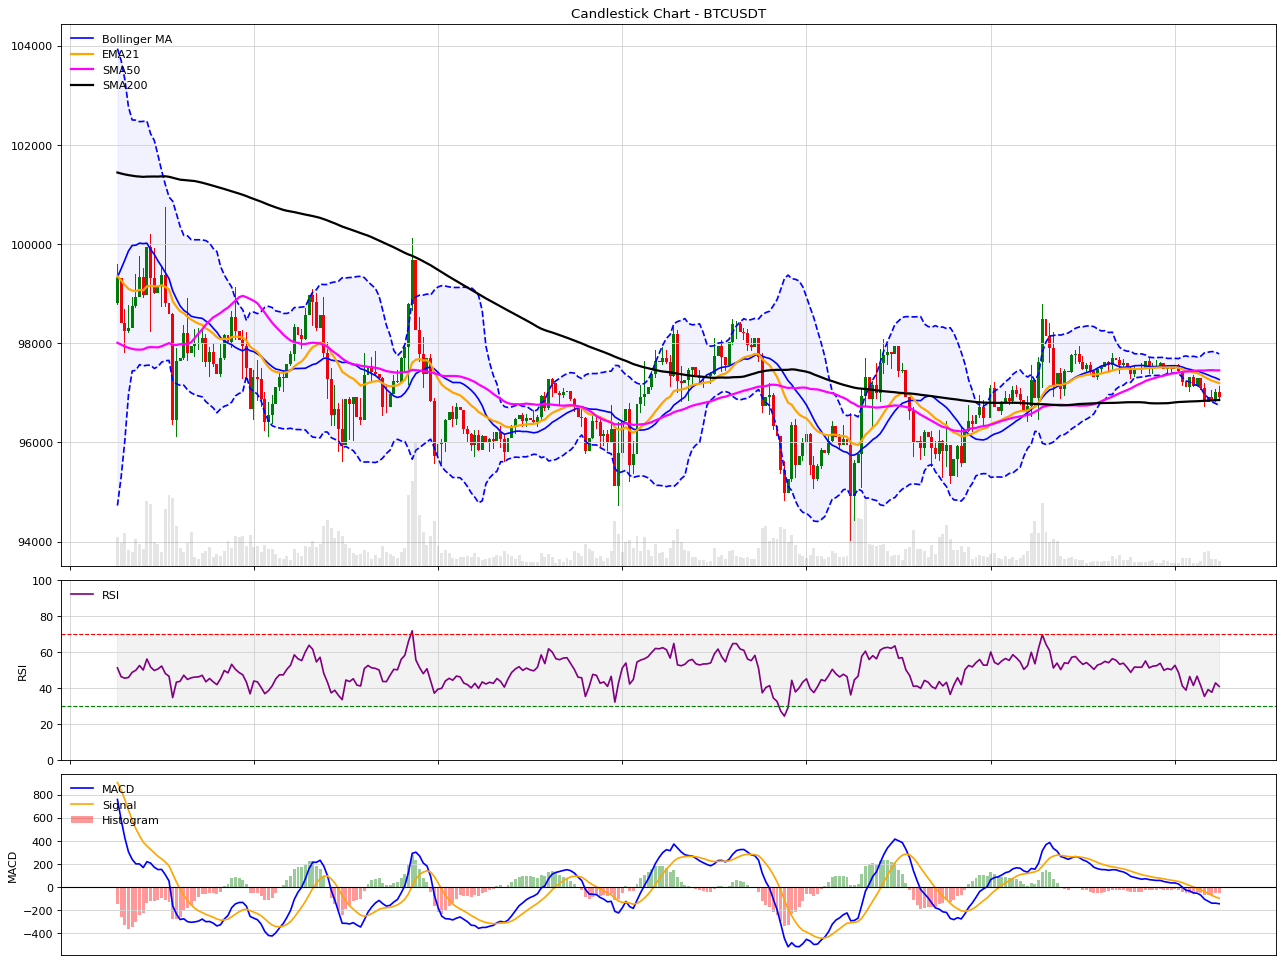 Candlestick Chart - BTCUSDT
Bollinger MA
EMA21
SMA50
SMA200
104000
102000
100000
98000
96000
94000
RSI
100
80
60
40
20
0
RSI
MACD
Signal
Histogram
800
600
400
200
0
−200
−400
MACD